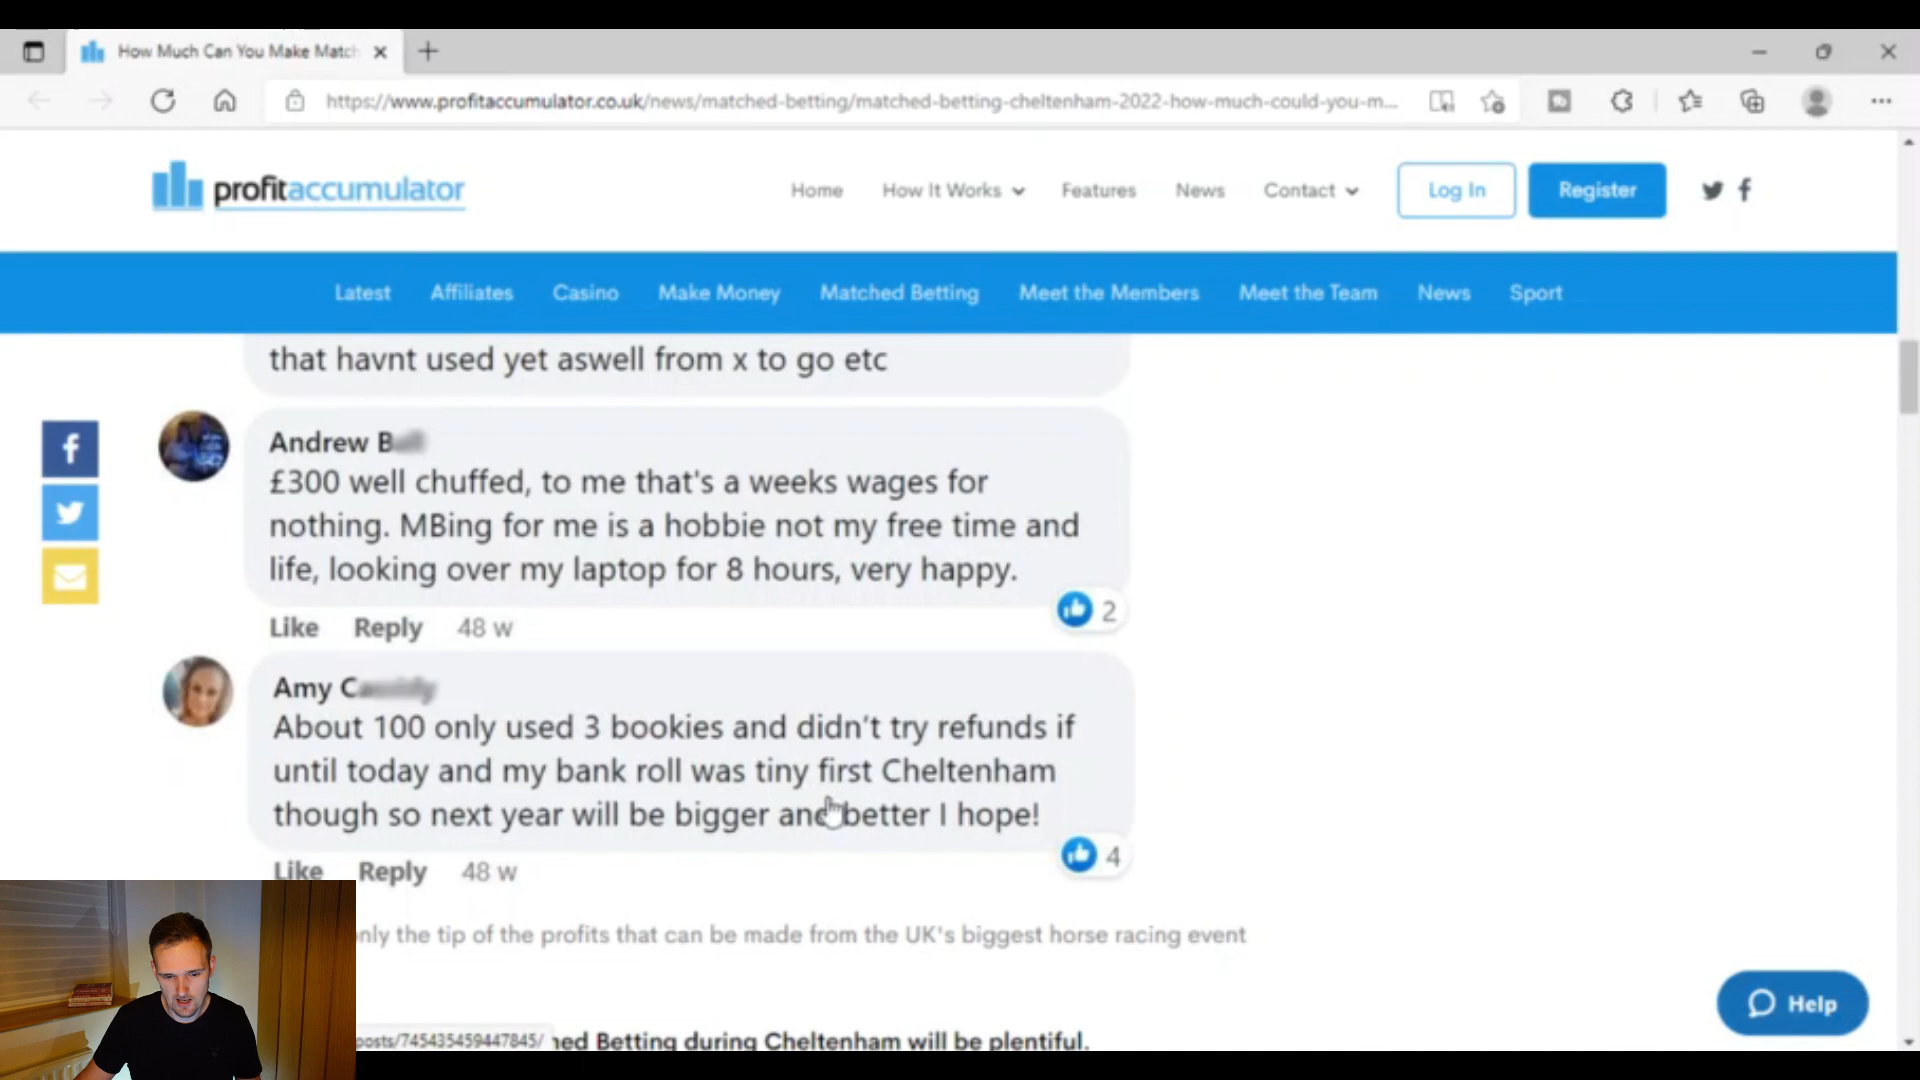 How Much Can You Make Matc
https://www.profitaccumulator.co.uk/news/matched-betting/matched-betting-cheltenham-2022-how-much-could-you-m...
profitaccumulator
Home How It Works Features News Contact Log In Register
Latest Affiliates Casino Make Money Matched Betting Meet the Members Meet the Team News Sport
that havnt used yet aswell from x to go etc
Andrew B
£300 well chuffed, to me that's a weeks wages for
nothing. MBing for me is a hobbie not my free time and
life, looking over my laptop for 8 hours, very happy.
2
Like Reply 48 w
Amy C
About 100 only used 3 bookies and didn't try refunds if
until today and my bank roll was tiny first Cheltenham
though so next year will be bigger and better I hope!
4
Like Reply 48 w
only the tip of the profits that can be made from the UK's biggest horse racing event
Help
posts/745435459447845/ hed Betting during Cheltenham will be plentiful.